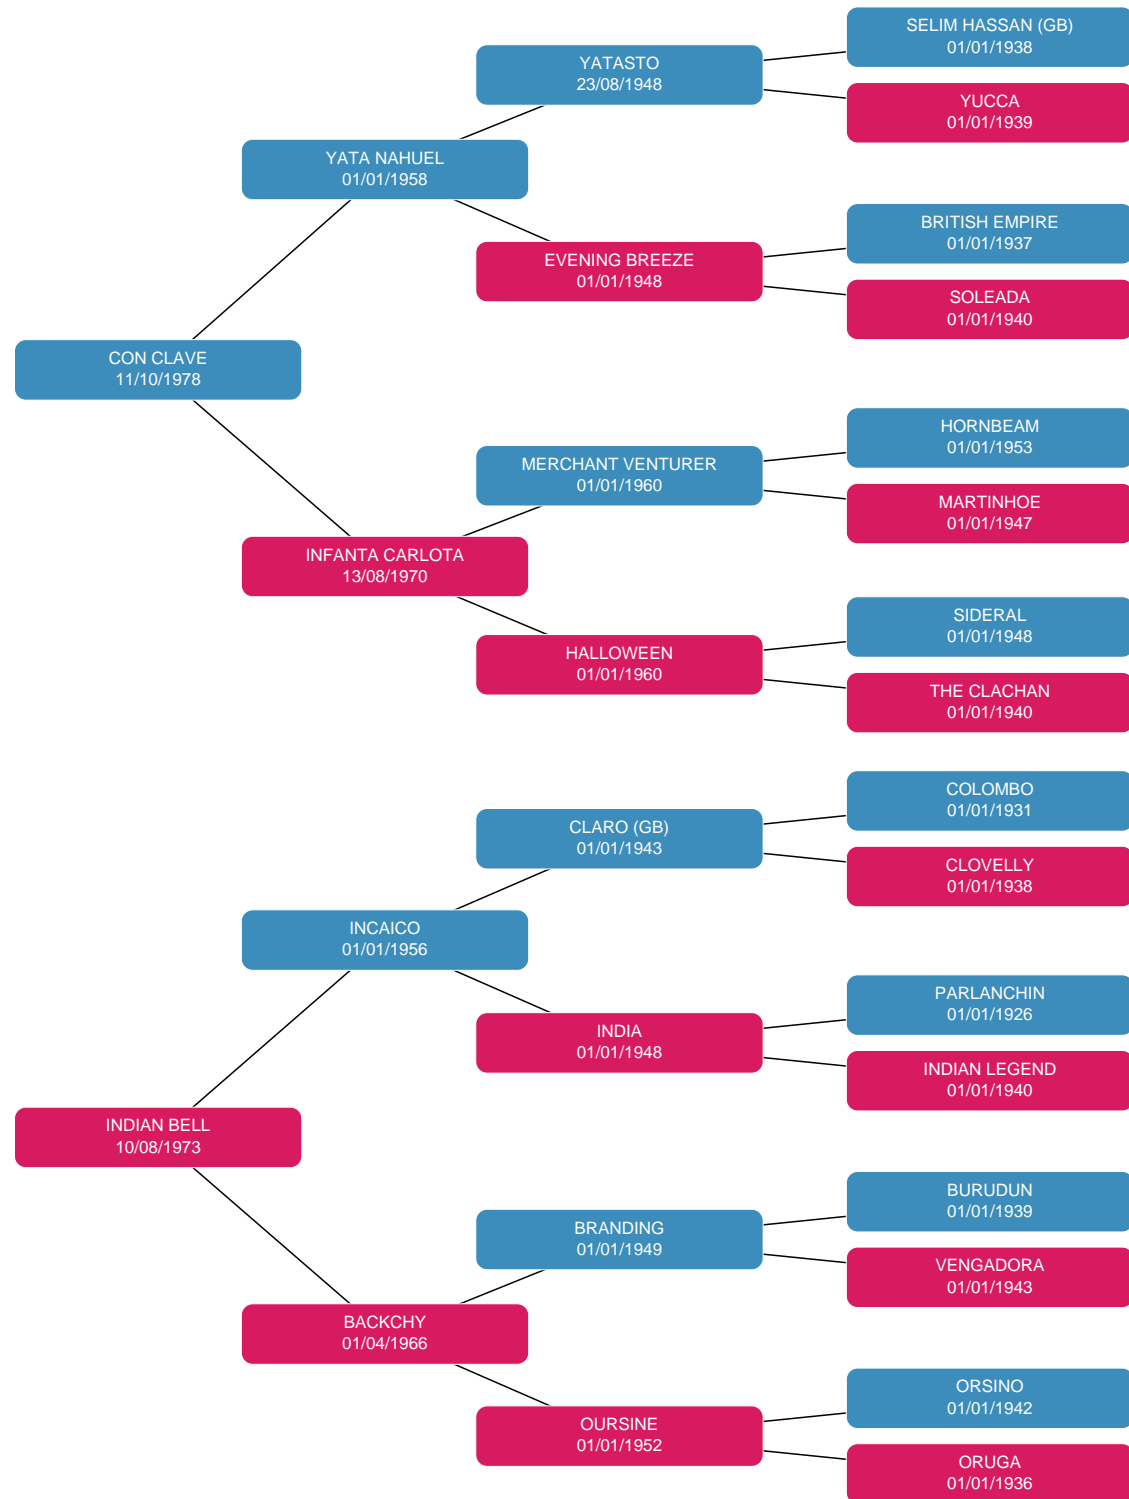 SELIM HASSAN (GB)
01/01/1938
YATASTO
23/08/1948
YUCCA
01/01/1939
YATA NAHUEL
01/01/1958
BRITISH EMPIRE
01/01/1937
EVENING BREEZE
01/01/1948
SOLEADA
01/01/1940
CON CLAVE
11/10/1978
HORNBEAM
01/01/1953
MERCHANT VENTURER
01/01/1960
MARTINHOE
01/01/1947
INFANTA CARLOTA
13/08/1970
SIDERAL
01/01/1948
HALLOWEEN
01/01/1960
THE CLACHAN
01/01/1940
COLOMBO
01/01/1931
CLARO (GB)
01/01/1943
CLOVELLY
01/01/1938
INCAICO
01/01/1956
PARLANCHIN
01/01/1926
INDIA
01/01/1948
INDIAN LEGEND
01/01/1940
INDIAN BELL
10/08/1973
BURUDUN
01/01/1939
BRANDING
01/01/1949
VENGADORA
01/01/1943
BACKCHY
01/04/1966
ORSINO
01/01/1942
OURSINE
01/01/1952
ORUGA
01/01/1936